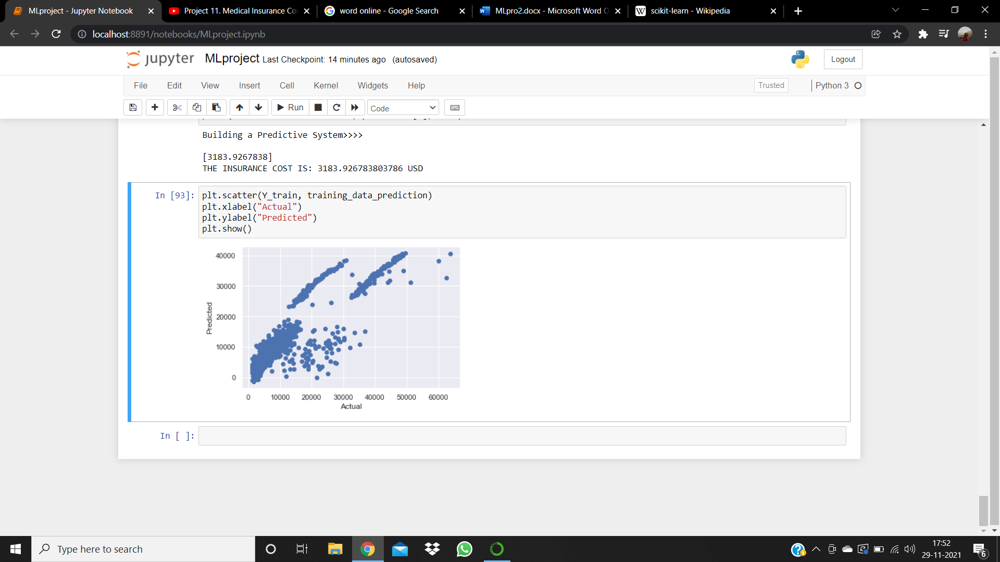 MLproject - Jupyter Notebook
Project 11. Medical Insurance Co
word online - Google Search
MLpro2.docx - Microsoft Word O
W scikit-learn - Wikipedia
localhost:8891/notebooks/MLproject.ipynb
jupyter MLproject Last Checkpoint: 14 minutes ago (autosaved)
Logout
File Edit View Insert Cell Kernel Widgets Help
Trusted
Python 3
Run
Code
Building a Predictive System>>>>
[3183.9267838]
THE INSURANCE COST IS: 3183.926783803786 USD
In [93]: plt.scatter(Y_train, training_data_prediction)
plt.xlabel("Actual")
plt.ylabel("Predicted")
plt.show()
40000
30000
20000
10000
0
Predicted
0 10000 20000 30000 40000 50000 60000
Actual
In [ ]:
Type here to search
17:52
29-11-2021
6